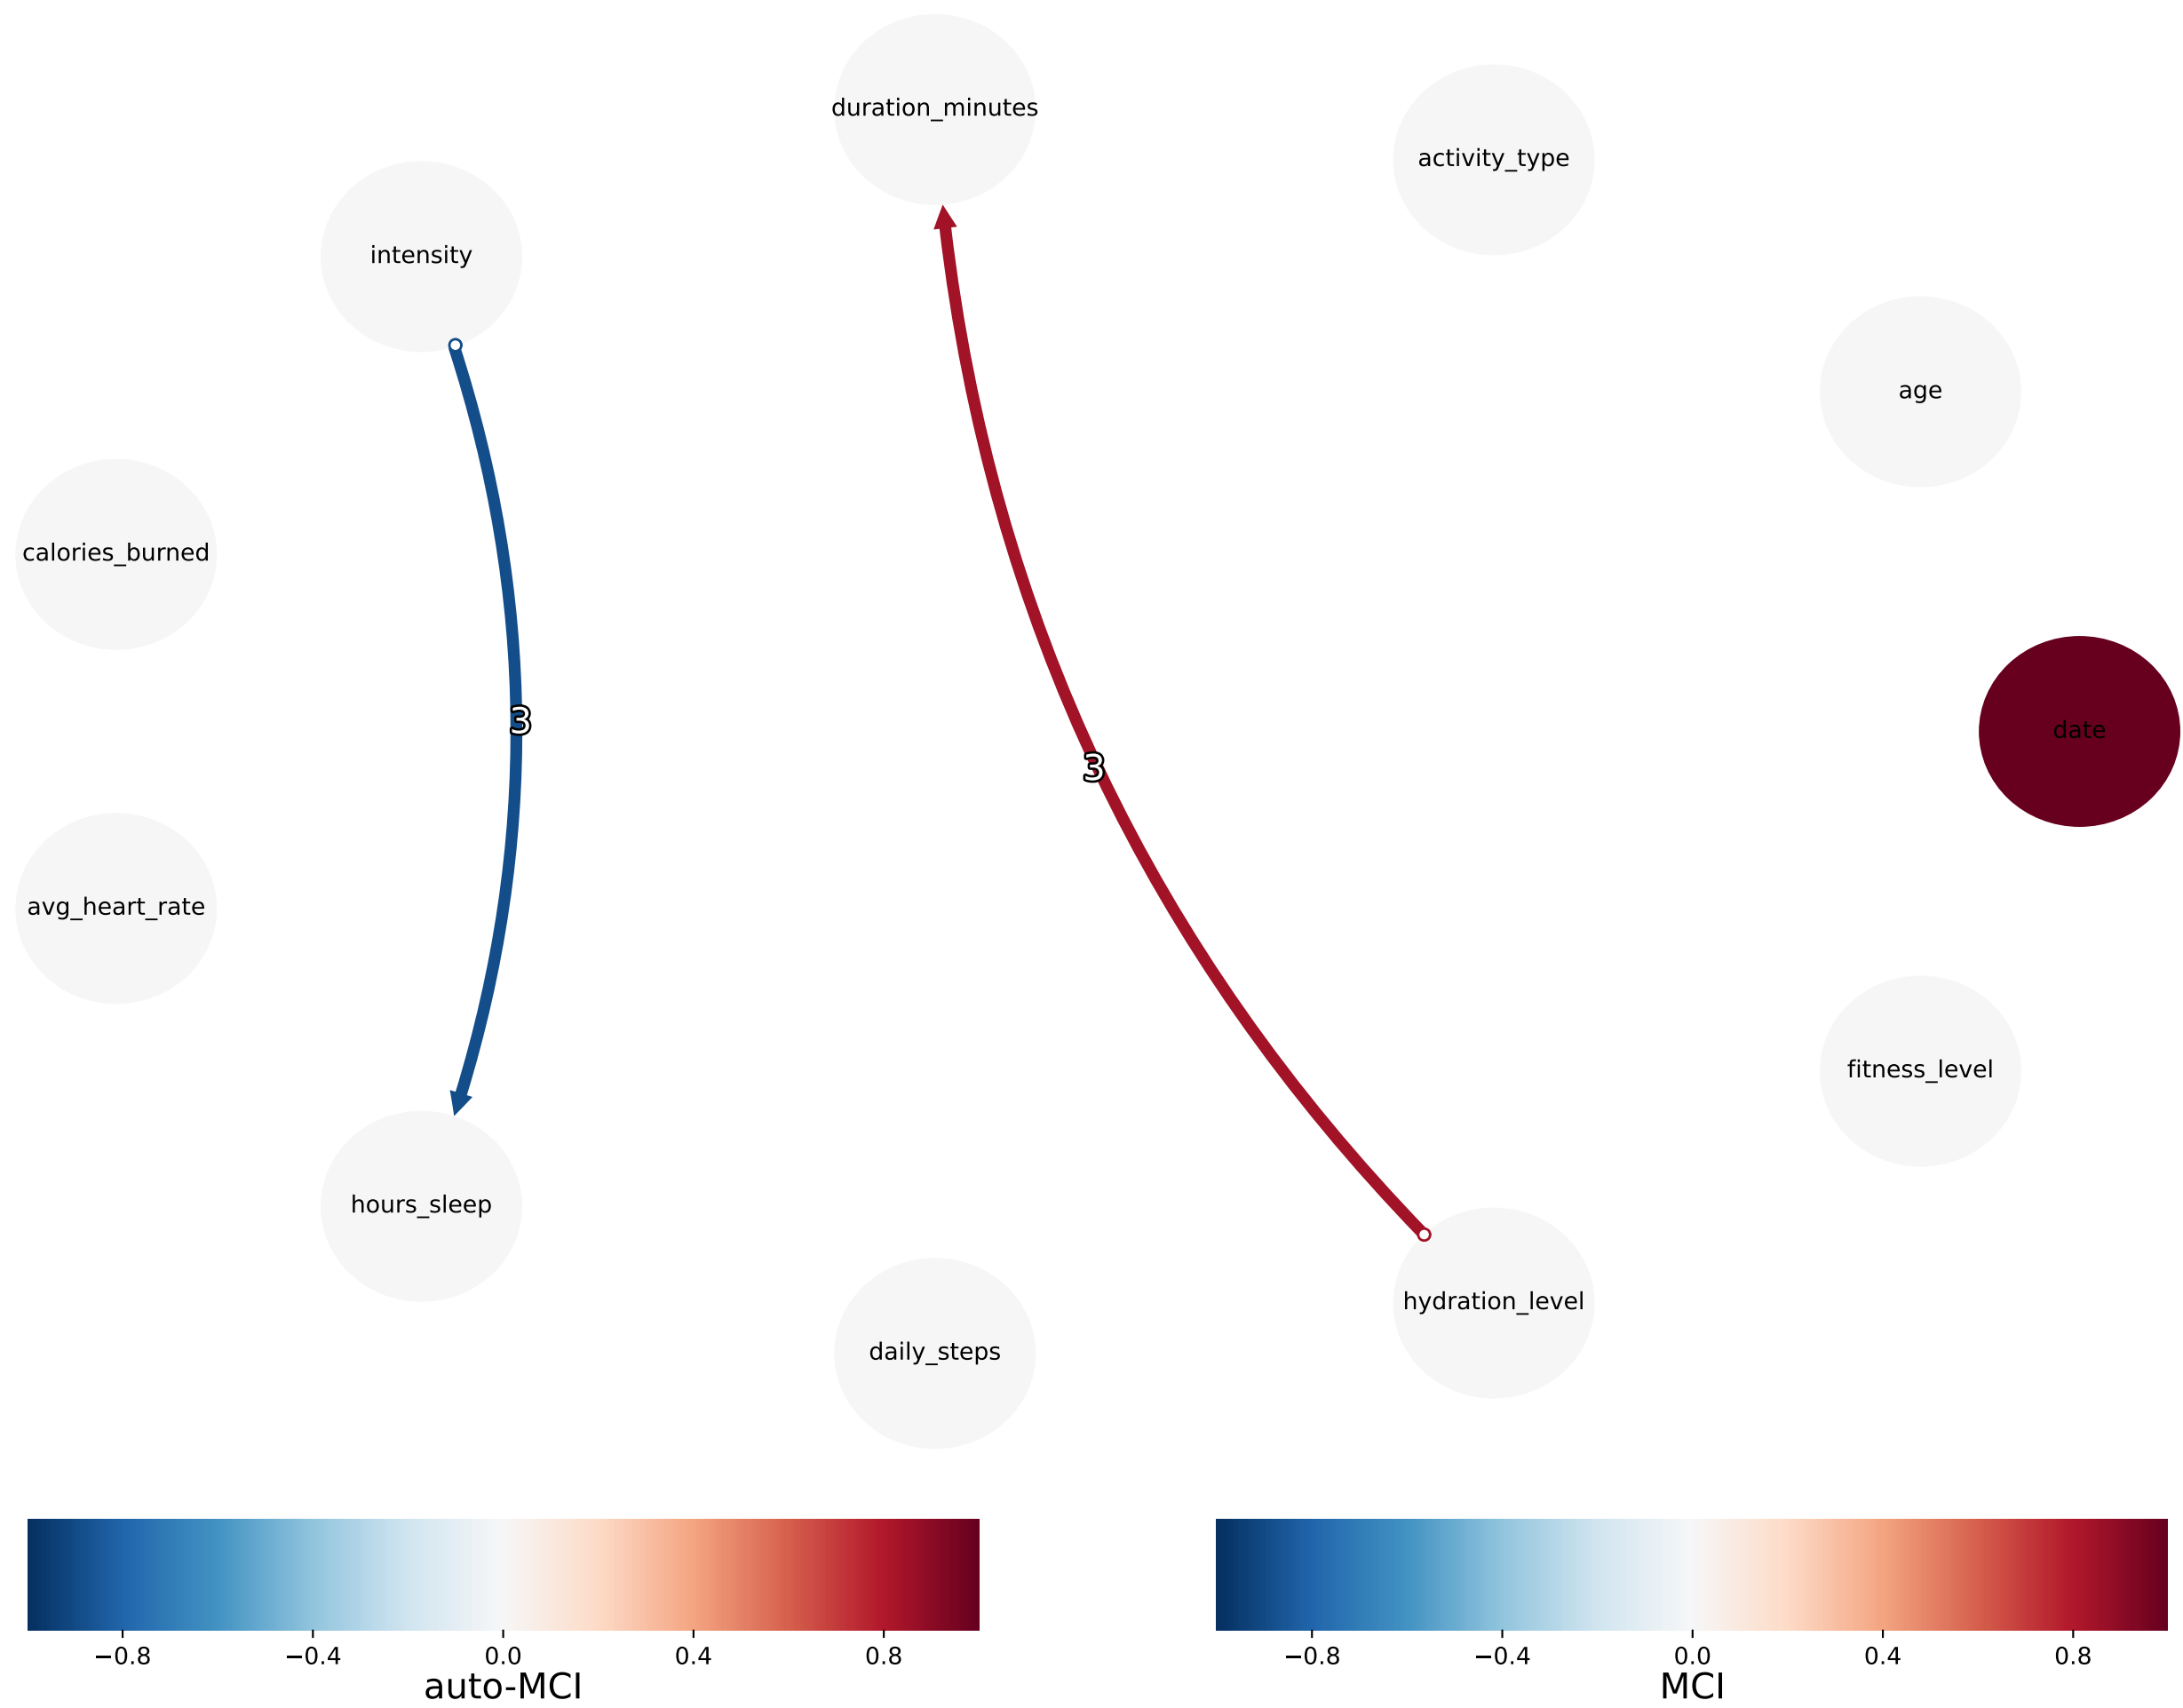 duration_minutes
activity_type
intensity
age
calories_burned
3
date
3
avg_heart_rate
fitness_level
hours_sleep
hydration_level
daily_steps
−0.8 −0.4 0.0 0.4 0.8
auto-MCI
−0.8 −0.4 0.0 0.4 0.8
MCI